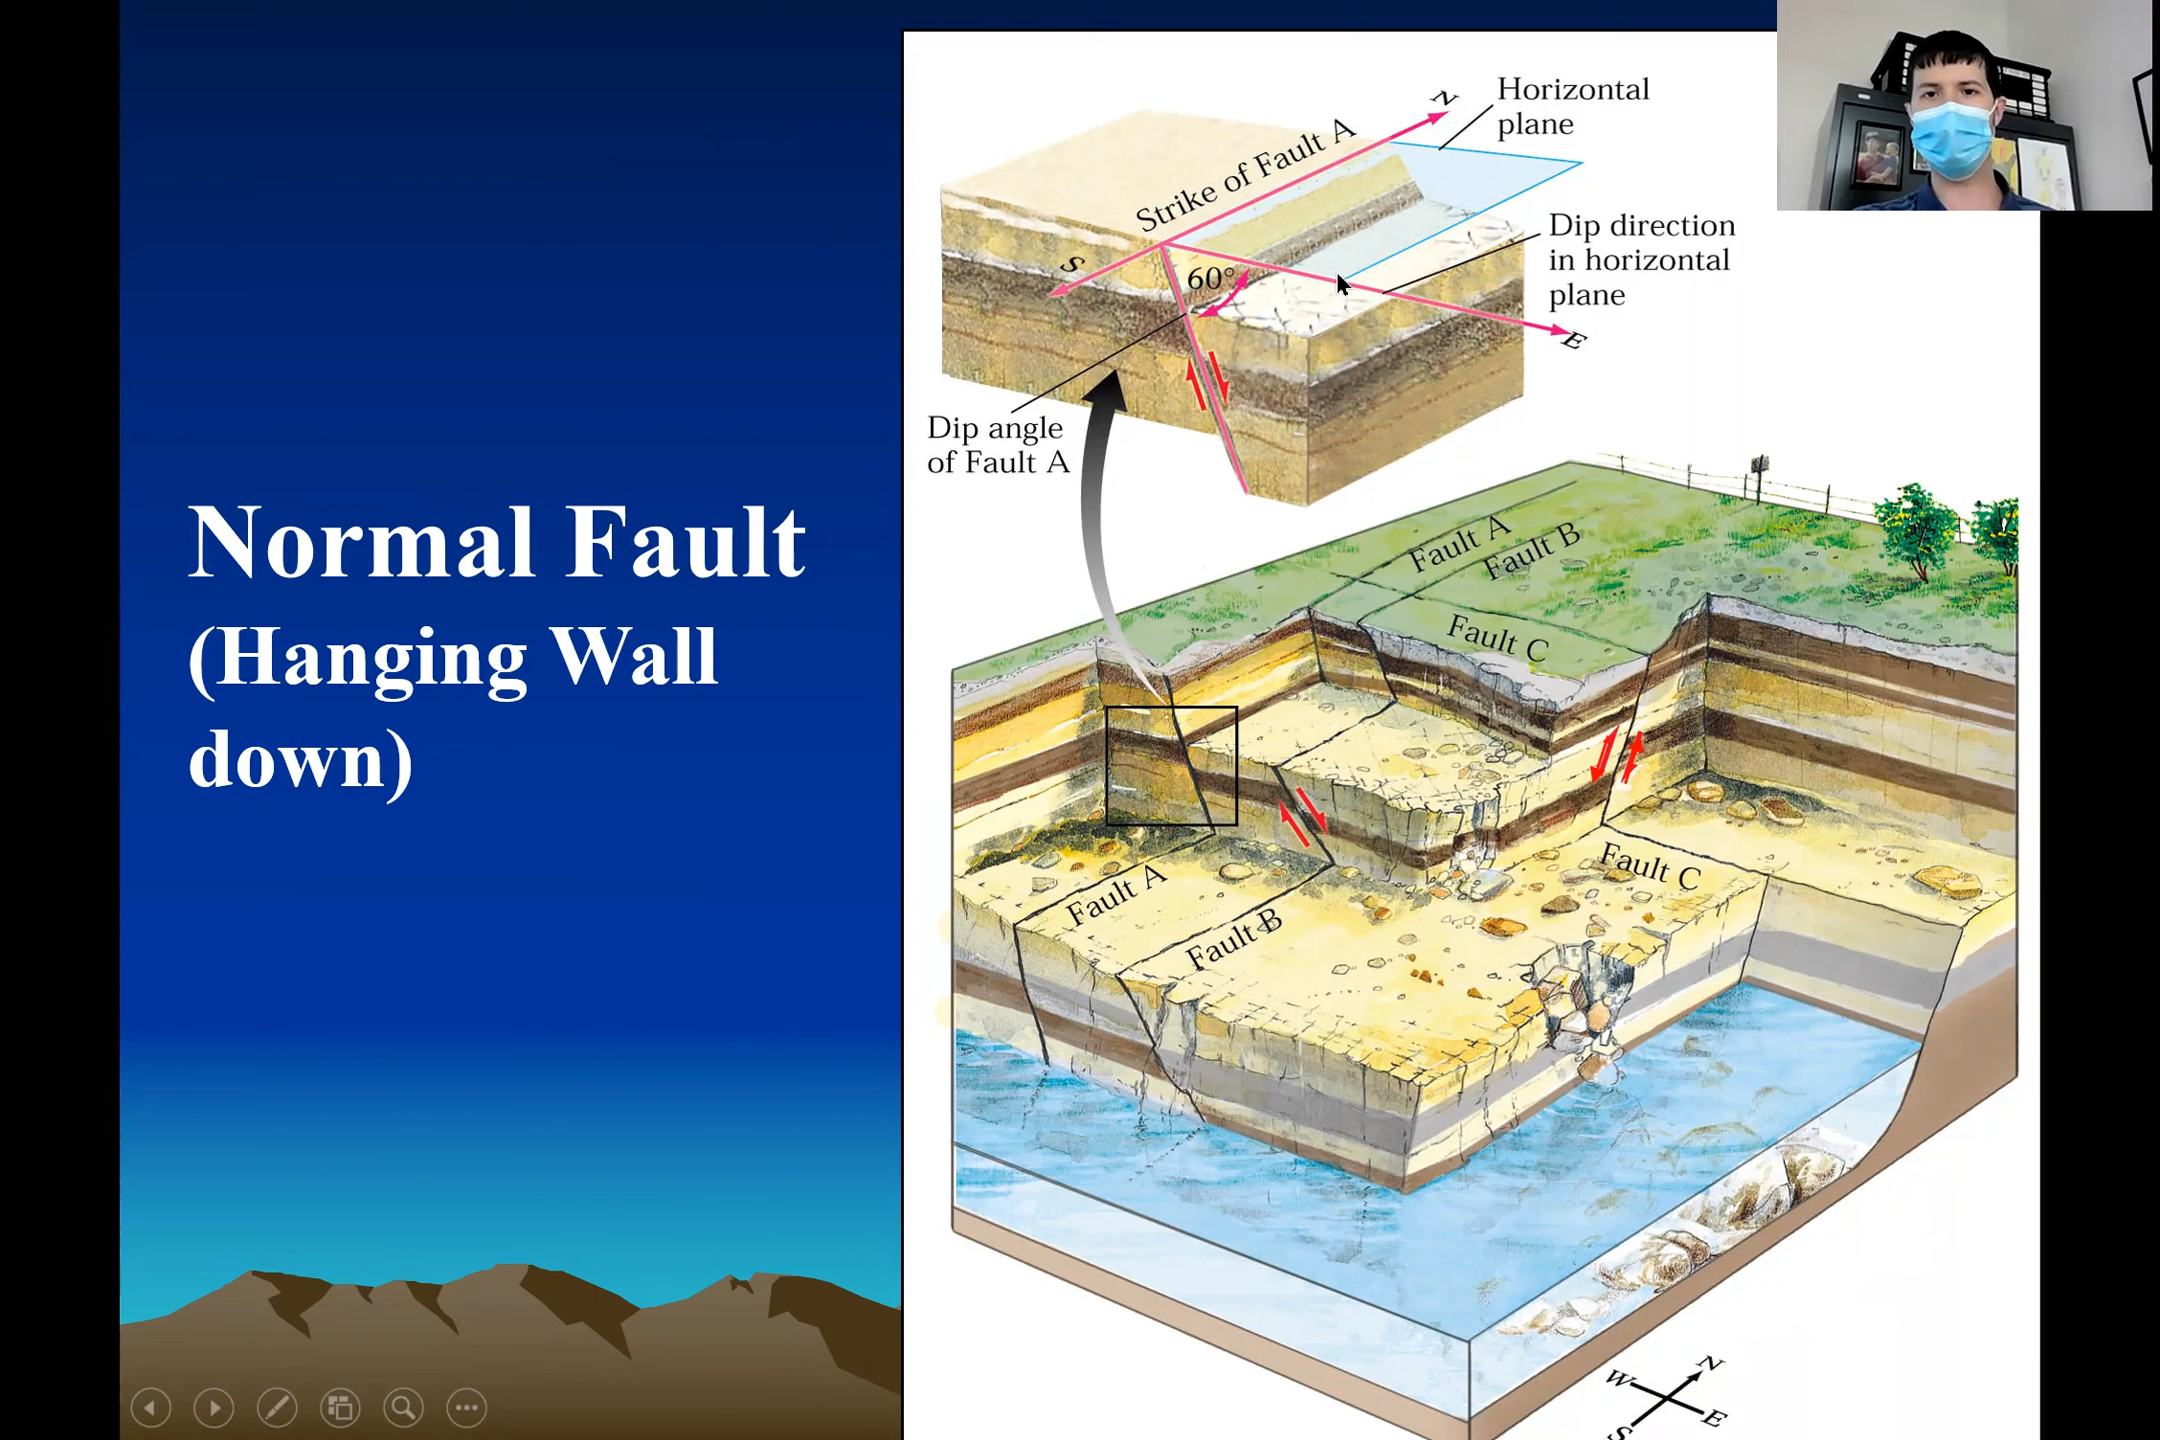 Normal Fault
(Hanging Wall
down)
Horizontal
plane
N
Strike of Fault A
Dip direction
in horizontal
plane
S
60°
E
Dip angle
of Fault A
Fault A
Fault B
Fault C
Fault C
Fault A
Fault B
N
W
E
S